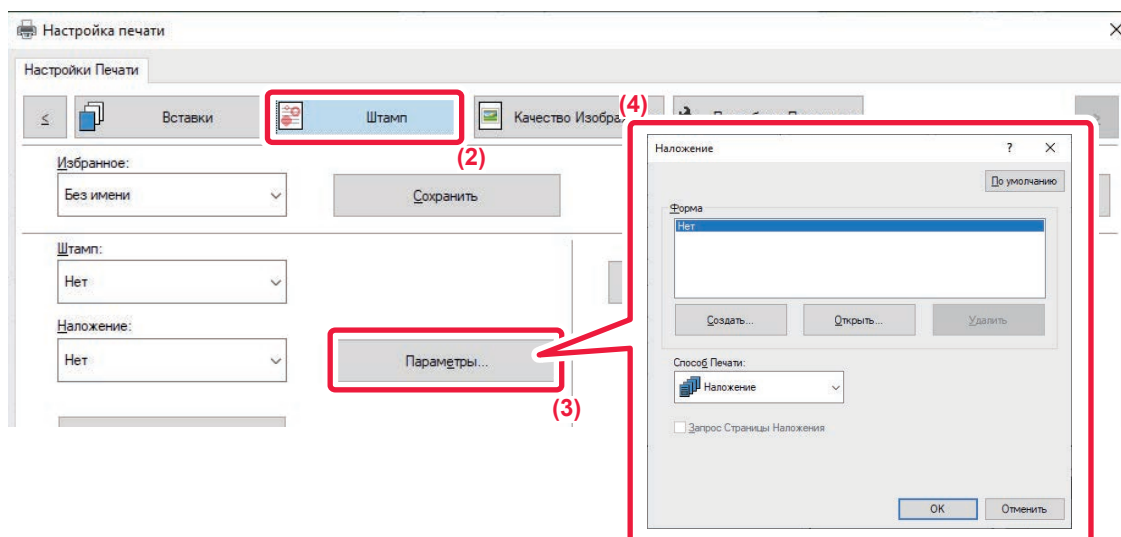 Настройка печати
Настройки Печати
≤
Вставки
Штамп
Качество
(4)
(2)
Избранное:
Без имени
Сохранить
Штамп:
Нет
Наложение:
Нет
Параметры...
(3)
Наложение
?
По умолчанию
Форма
Нет
Создать...
Открыть...
Удалить
Способ Печати:
Наложение
Запрос Страницы Наложения
OK
Отменить